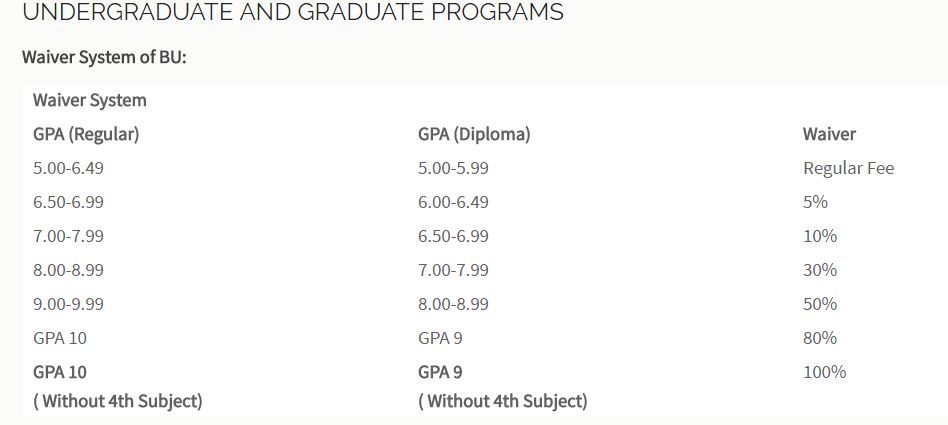 UNDERGRADUATE AND GRADUATE PROGRAMS
Waiver System of BU:
Waiver System
GPA (Regular) GPA (Diploma) Waiver
5.00-6.49 5.00-5.99 Regular Fee
6.50-6.99 6.00-6.49 5%
7.00-7.99 6.50-6.99 10%
8.00-8.99 7.00-7.99 30%
9.00-9.99 8.00-8.99 50%
GPA 10 GPA 9 80%
GPA 10 GPA 9 100%
( Without 4th Subject) ( Without 4th Subject)